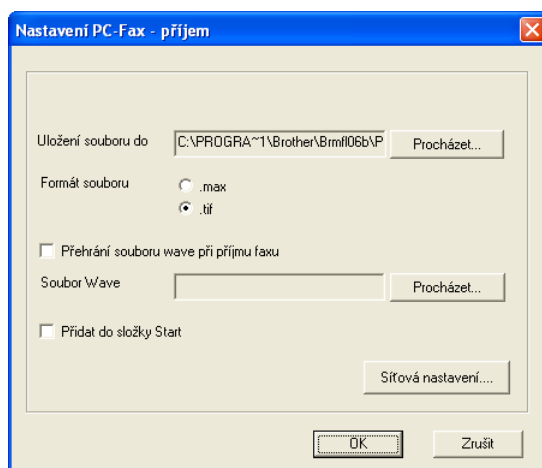 Nastavení PC-Fax - příjem
Uložení souboru do C:\PROGRA~1\Brother\Brmfl06b\P Procházet...
Formát souboru .max
.tif
Přehrání souboru wave při příjmu faxu
Soubor Wave Procházet...
Přidat do složky Start
Síťová nastavení....
OK Zrušit